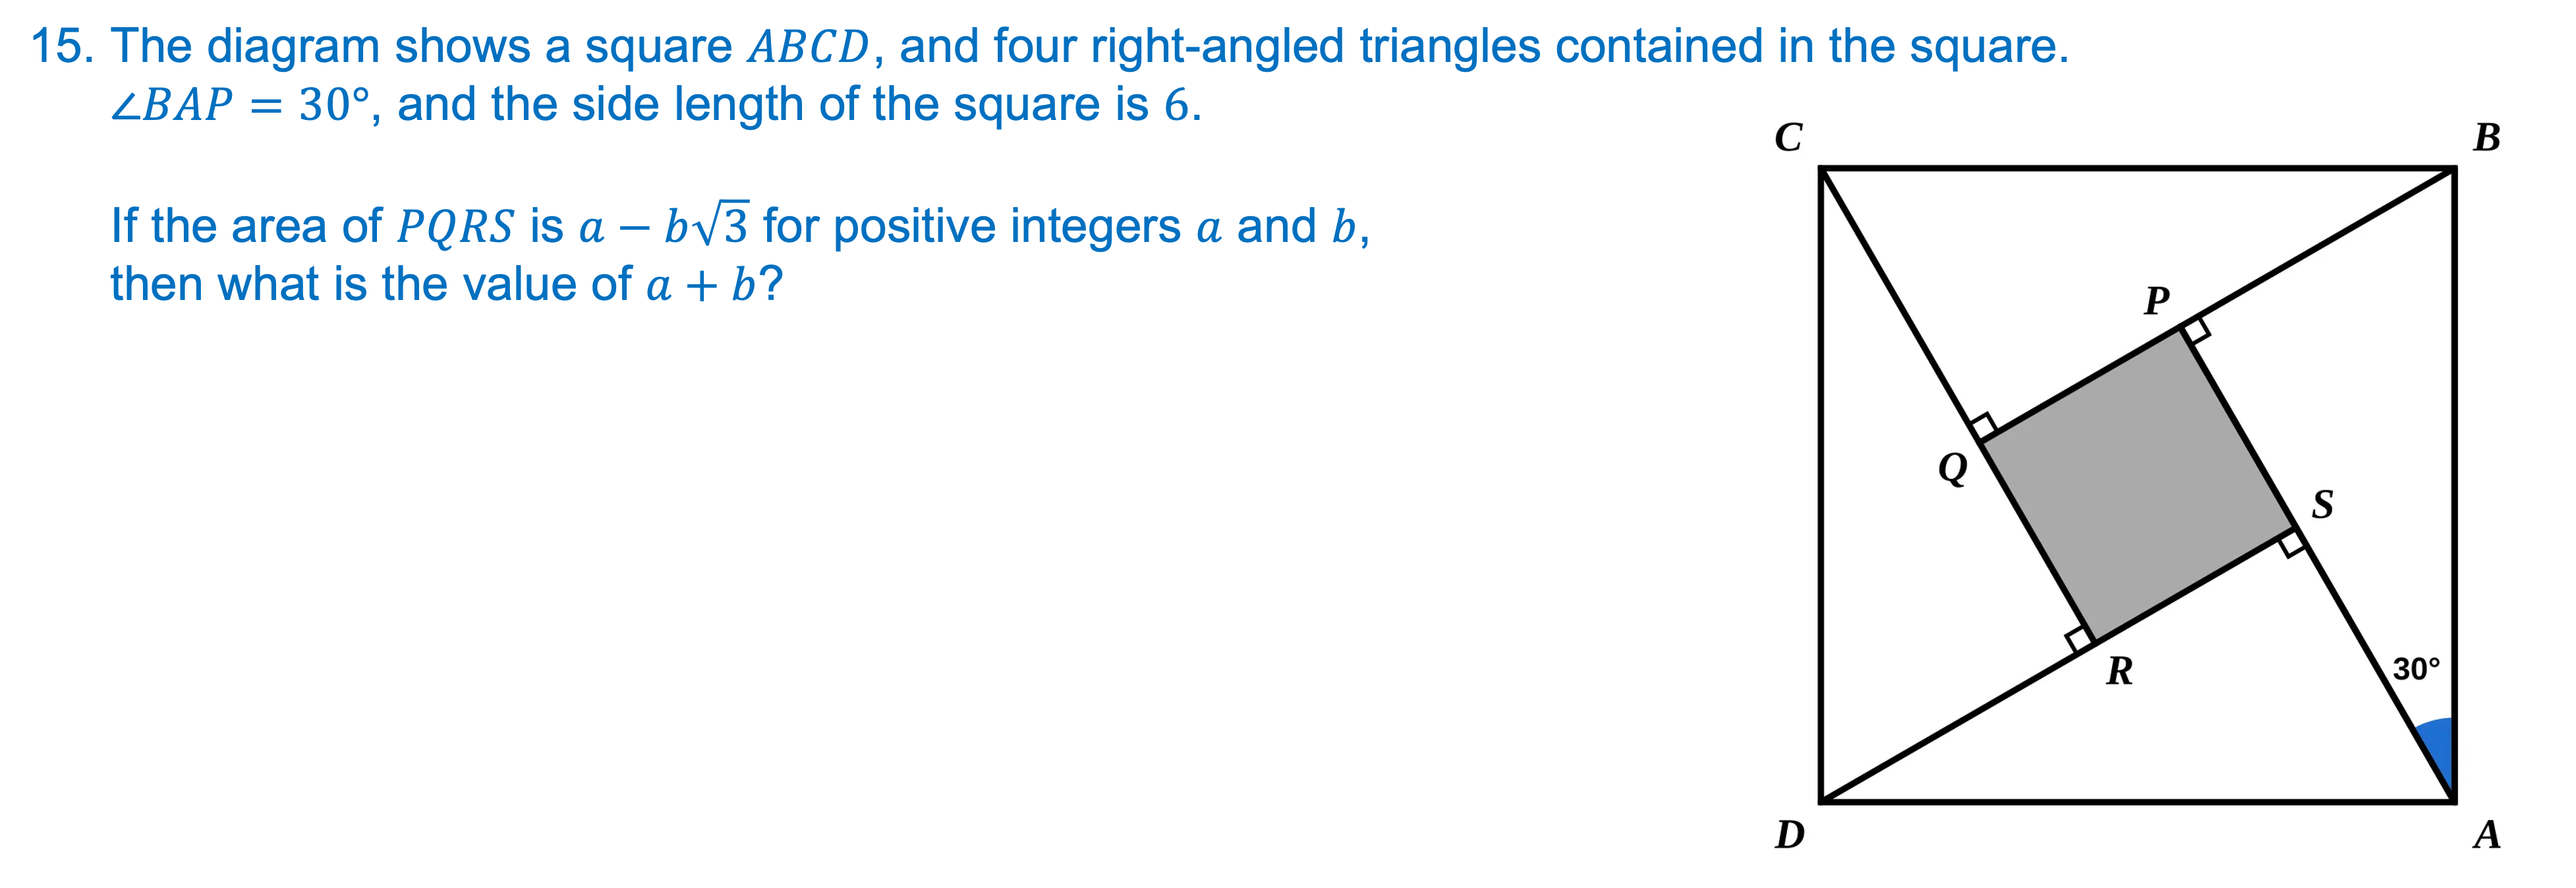 15. The diagram shows a square ABCD, and four right-angled triangles contained in the square.
∠BAP = 30°, and the side length of the square is 6.
If the area of PQRS is a − b√3 for positive integers a and b,
then what is the value of a + b?
C
B
P
Q
S
R
30°
D
A